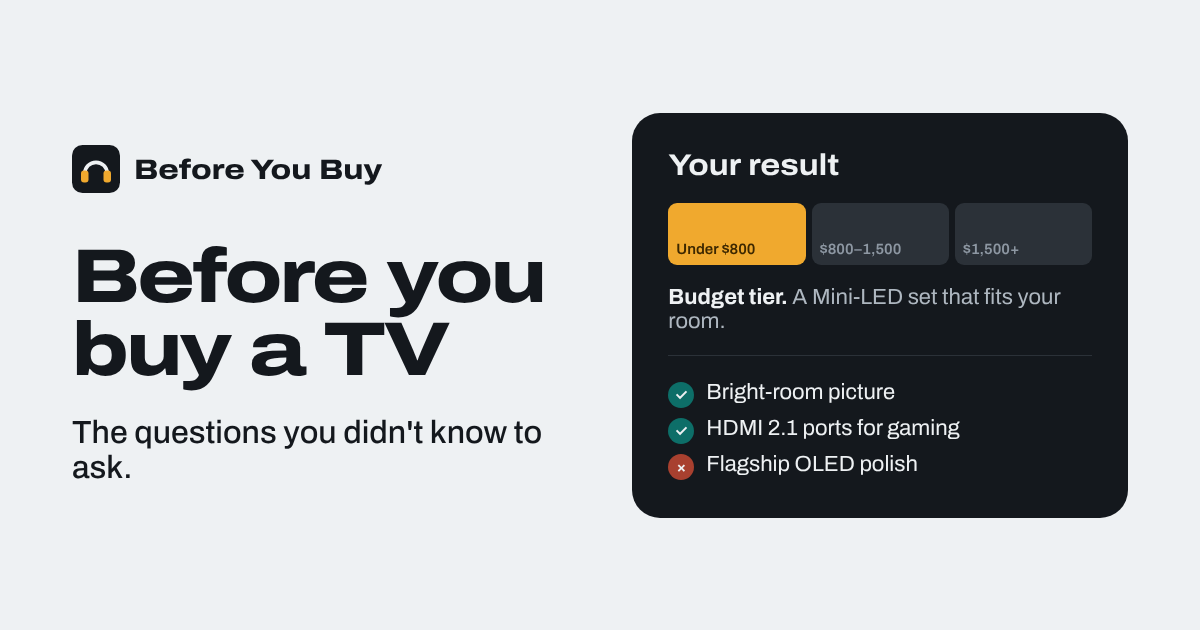 Before You Buy
Before you
buy a TV
The questions you didn't know to
ask.
Your result
Under $800
$800–1,500
$1,500+
Budget tier. A Mini-LED set that fits your
room.
Bright-room picture
HDMI 2.1 ports for gaming
Flagship OLED polish